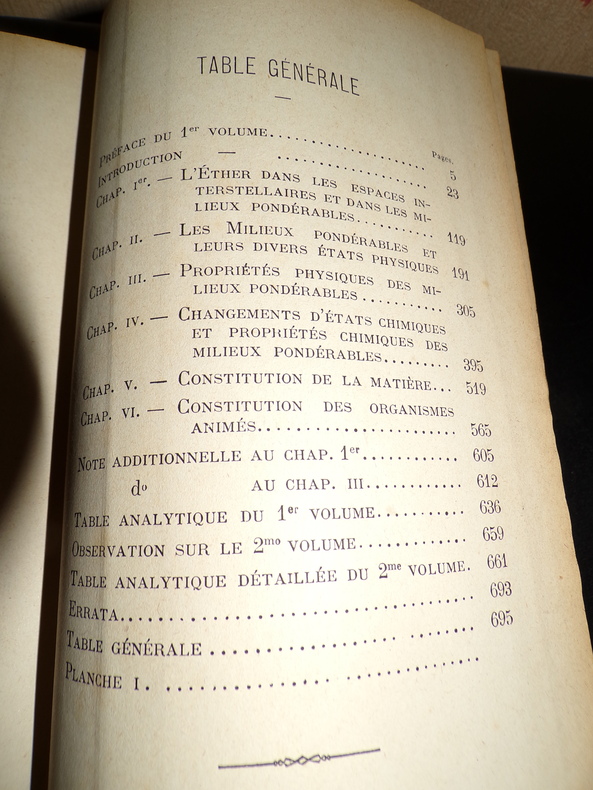 TABLE GÉNÉRALE
Pages.
PRÉFACE DU 1er VOLUME.................... 5
INTRODUCTION — .................... 23
CHAP. Ier. — L'ÉTHER DANS LES ESPACES IN-
TERSTELLAIRES ET DANS LES MI-
LIEUX PONDÉRABLES........... 119
CHAP. II. — LES MILIEUX PONDÉRABLES ET
LEURS DIVERS ÉTATS PHYSIQUES 191
CHAP. III. — PROPRIÉTÉS PHYSIQUES DES MI-
LIEUX PONDÉRABLES ........... 305
CHAP. IV. — CHANGEMENTS D'ÉTATS CHIMIQUES
ET PROPRIÉTÉS CHIMIQUES DES
MILIEUX PONDÉRABLES......... 395
CHAP. V. — CONSTITUTION DE LA MATIÈRE... 519
CHAP. VI. — CONSTITUTION DES ORGANISMES
ANIMÉS........................ 565
NOTE ADDITIONNELLE AU CHAP. 1er............ 605
do AU CHAP. III............ 612
TABLE ANALYTIQUE DU 1er VOLUME........... 636
OBSERVATION SUR LE 2me VOLUME............. 659
TABLE ANALYTIQUE DÉTAILLÉE DU 2me VOLUME. 661
ERRATA.................................... 693
TABLE GÉNÉRALE ........................... 695
PLANCHE I. ...............................